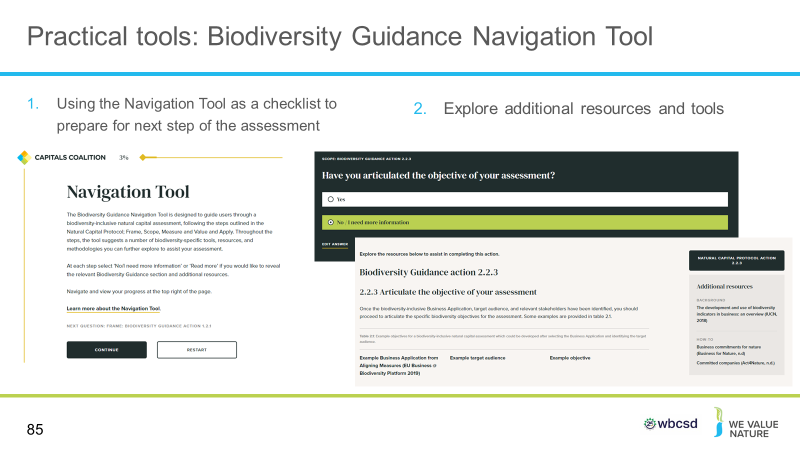 Practical tools: Biodiversity Guidance Navigation Tool
1. Using the Navigation Tool as a checklist to
prepare for next step of the assessment
2. Explore additional resources and tools
CAPITALS COALITION 3%
Navigation Tool
The Biodiversity Guidance Navigation Tool is designed to guide users through a
biodiversity-inclusive natural capital assessment, following the steps outlined in the
Natural Capital Protocol: Frame, Scope, Measure and Value and Apply. Throughout the
steps, the tool suggests a number of biodiversity-specific tools, resources, and
methodologies you can further explore to assist your assessment.
At each step select 'No/I need more information' or 'Read more' if you would like to reveal
the relevant Biodiversity Guidance section and additional resources.
Navigate and view your progress at the top right of the page.
Learn more about the Navigation Tool.
NEXT QUESTION: FRAME: BIODIVERSITY GUIDANCE ACTION 1.2.1
CONTINUE
RESTART
SCOPE: BIODIVERSITY GUIDANCE ACTION 2.2.3
Have you articulated the objective of your assessment?
Yes
No / I need more information
EDIT ANSWER
Explore the resources below to assist in completing this action.
Biodiversity Guidance action 2.2.3
2.2.3 Articulate the objective of your assessment
Once the biodiversity-inclusive Business Application, target audience, and relevant stakeholders have been identified, you should
proceed to articulate the specific biodiversity objectives for the assessment. Some examples are provided in table 2.1.
Table 2.1: Example objectives for a biodiversity-inclusive natural capital assessment which could be developed after selecting the Business Application and identifying the target
audience.
Example Business Application from
Aligning Measures (EU Business @
Biodiversity Platform 2019)
Example target audience
Example objective
NATURAL CAPITAL PROTOCOL ACTION
2.2.3
Additional resources
BACKGROUND
The development and use of biodiversity
indicators in business: an overview (IUCN,
2018)
HOW TO
Business commitments for nature
(Business for Nature, n.d)
Committed companies (Act4Nature, n.d.)
85
wbcsd
WE VALUE
NATURE